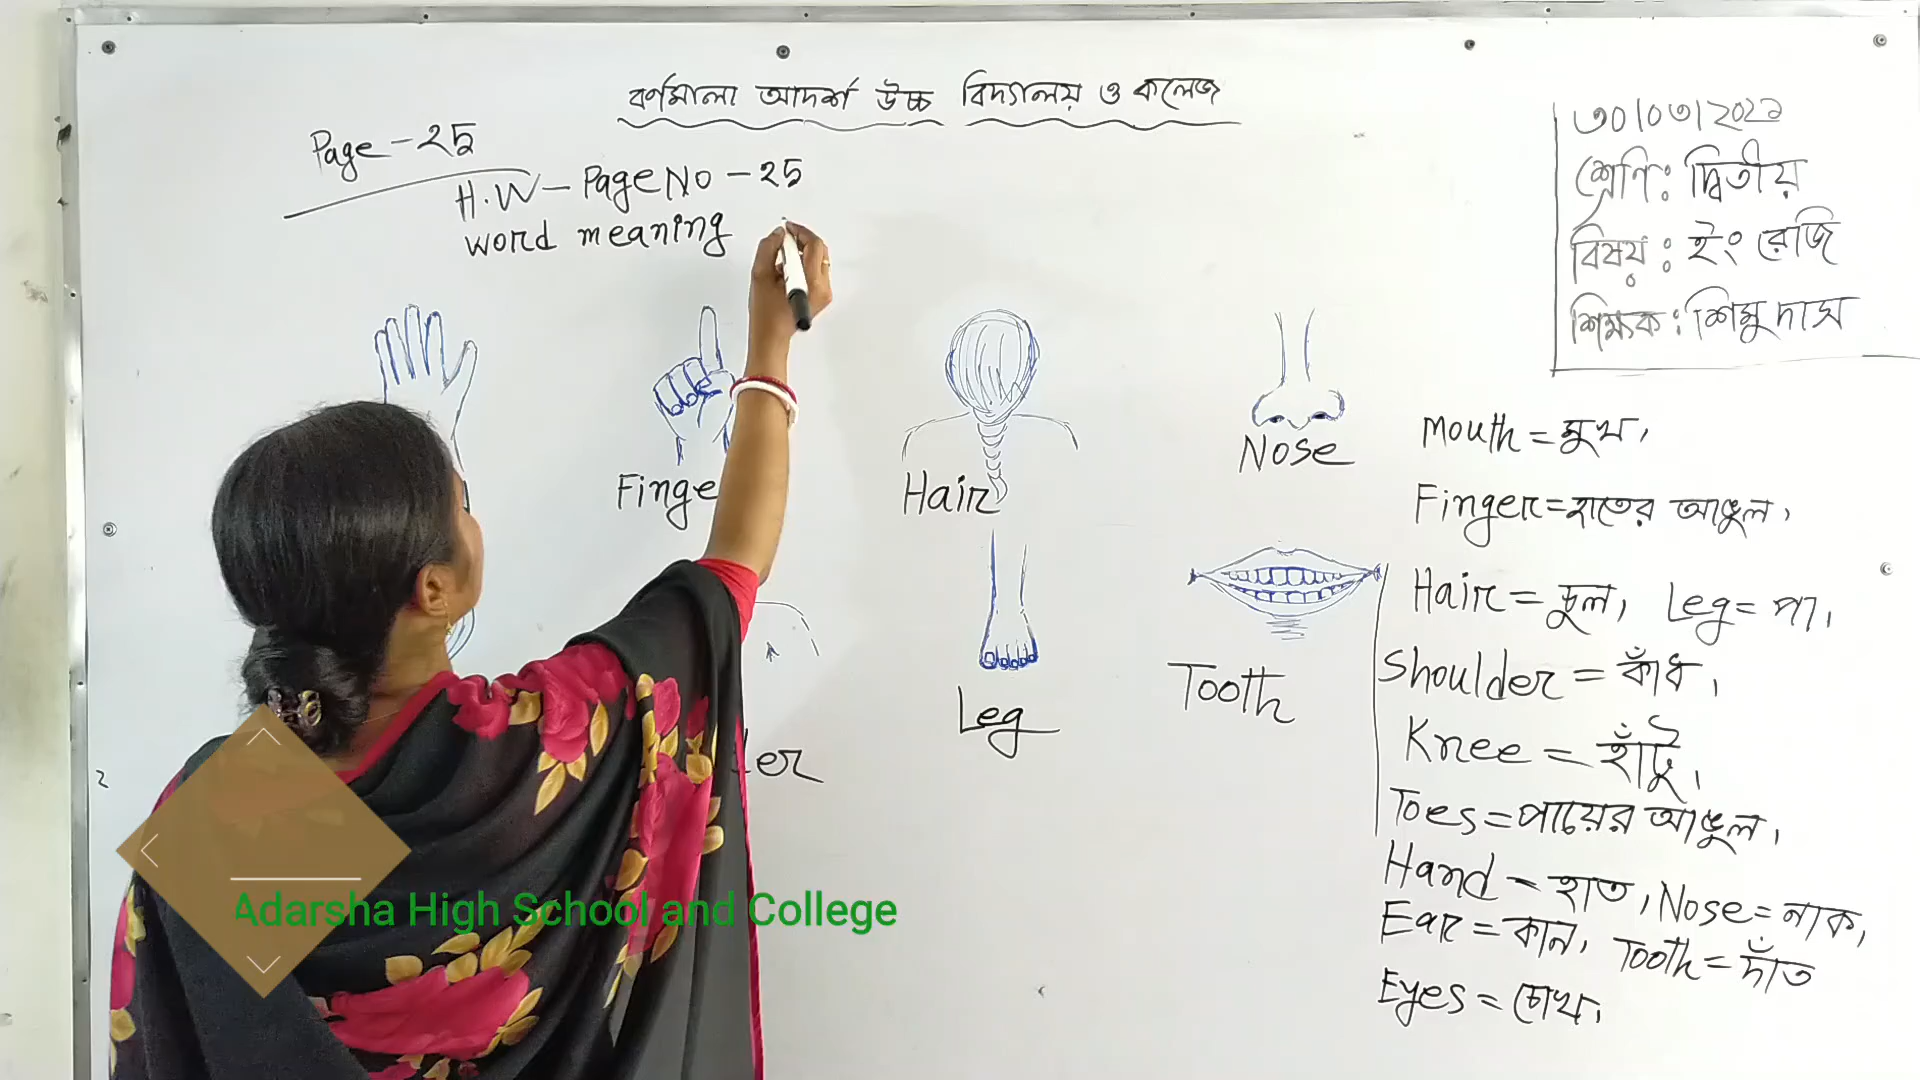 বর্ণমালা আদর্শ উচ্চ বিদ্যালয় ও কলেজ
Page - 25
H.W - Page No - 25
word meaning
৩০|০৩|২০২১
শ্রেণি: দ্বিতীয়
বিষয়: ইংরেজি
শিক্ষক: শিমু দাস
Hair
Nose
Leg
Tooth
Mouth = মুখ,
Finger = হাতের আঙুল,
Hair = চুল, Leg = পা,
Shoulder = কাঁধ,
Knee = হাঁটু,
Toes = পায়ের আঙুল,
Hand - হাত, Nose = নাক,
Ear = কান, Tooth = দাঁত
Eyes = চোখ,
Adarsha High School and College